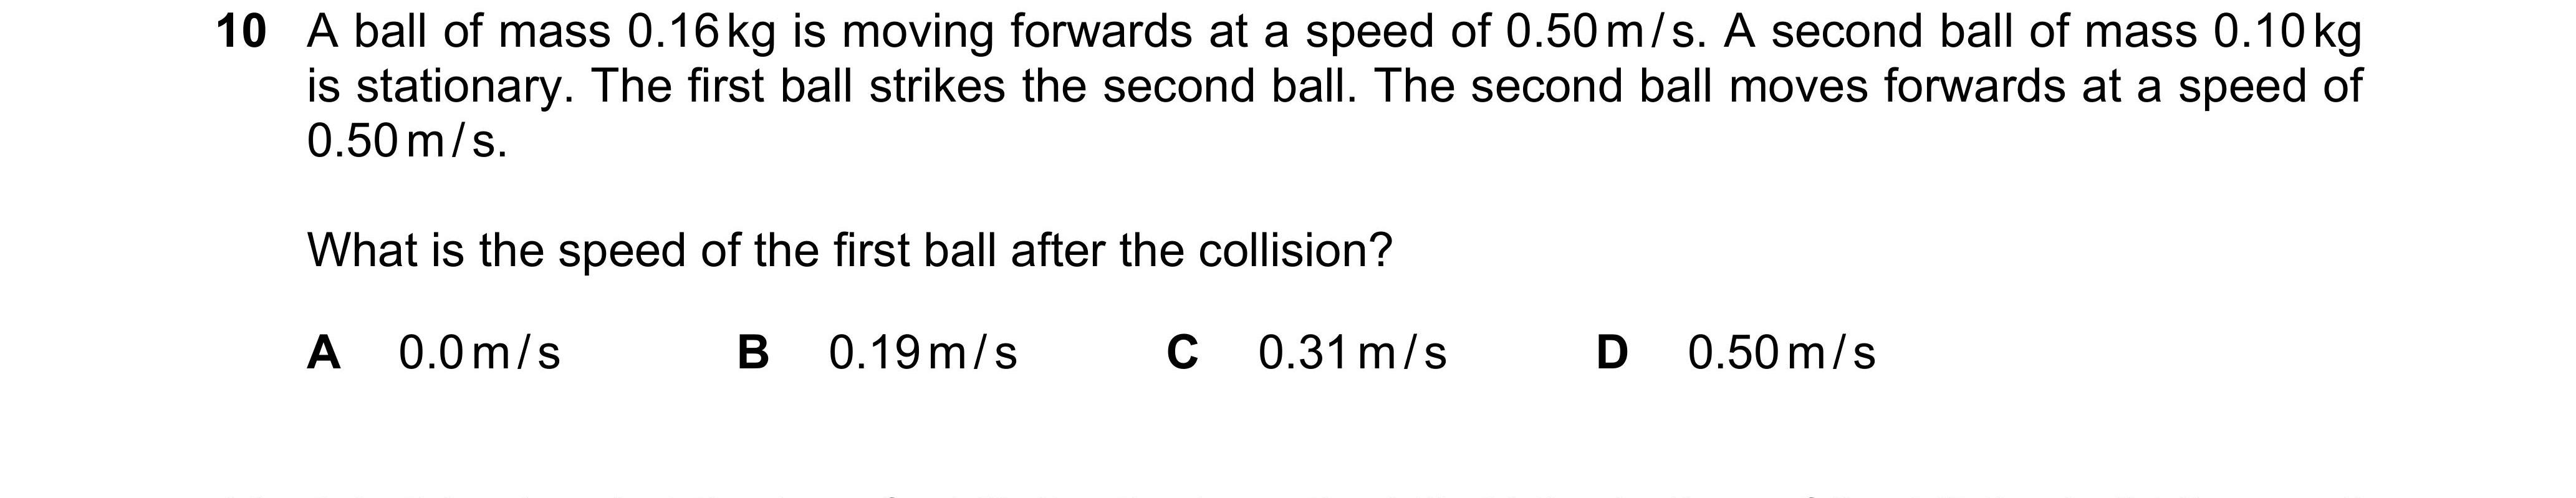 10 A ball of mass 0.16 kg is moving forwards at a speed of 0.50 m / s. A second ball of mass 0.10 kg
is stationary. The first ball strikes the second ball. The second ball moves forwards at a speed of
0.50 m / s.
What is the speed of the first ball after the collision?
A 0.0 m / s B 0.19 m / s C 0.31 m / s D 0.50 m / s